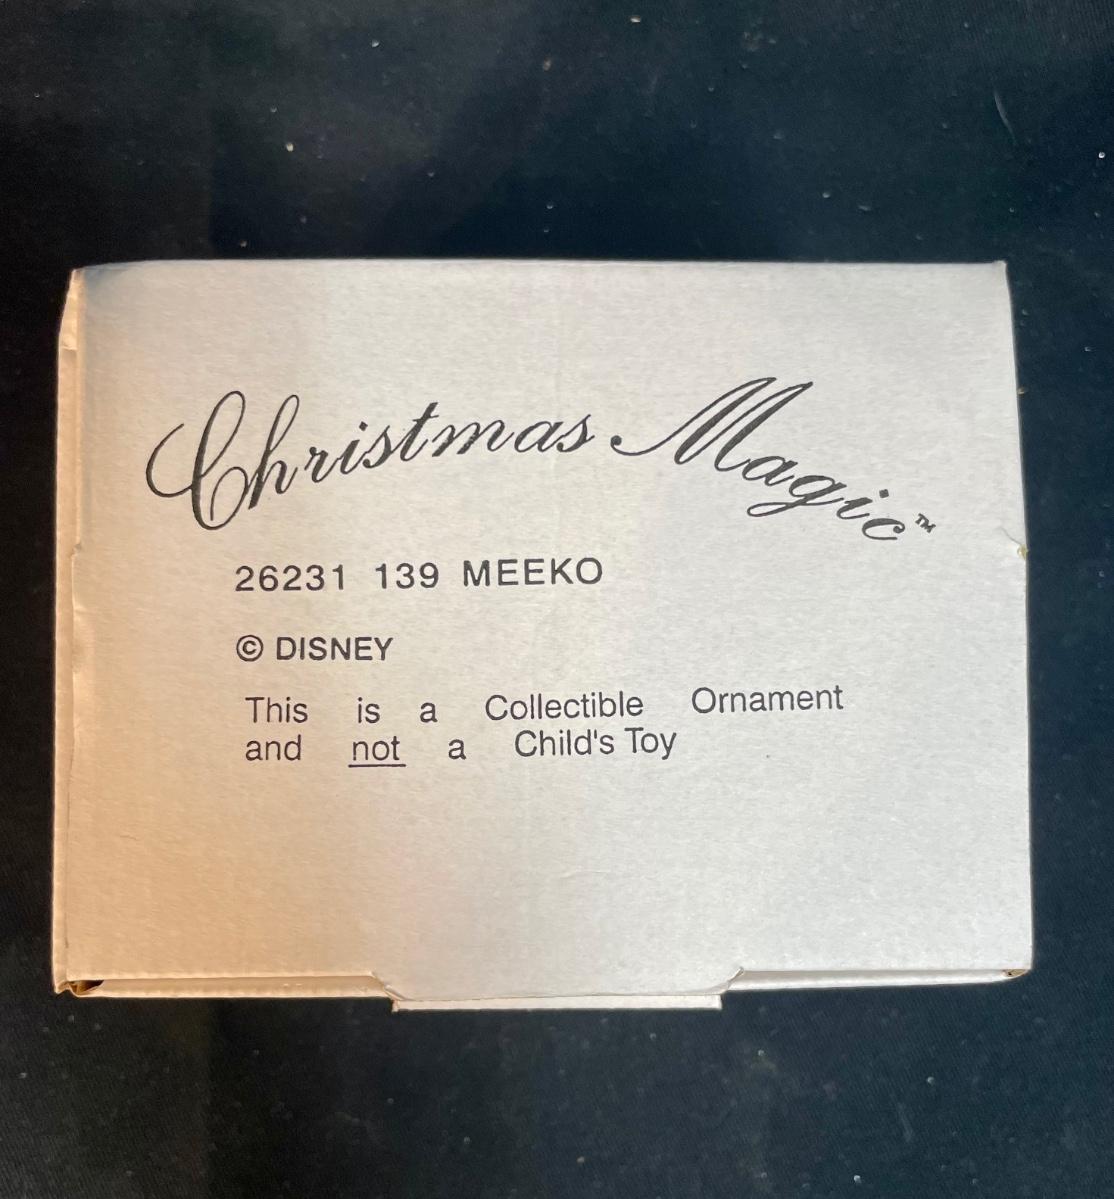 Christmas Magic™
26231 139 MEEKO
© DISNEY
This is a Collectible Ornament
and not a Child's Toy